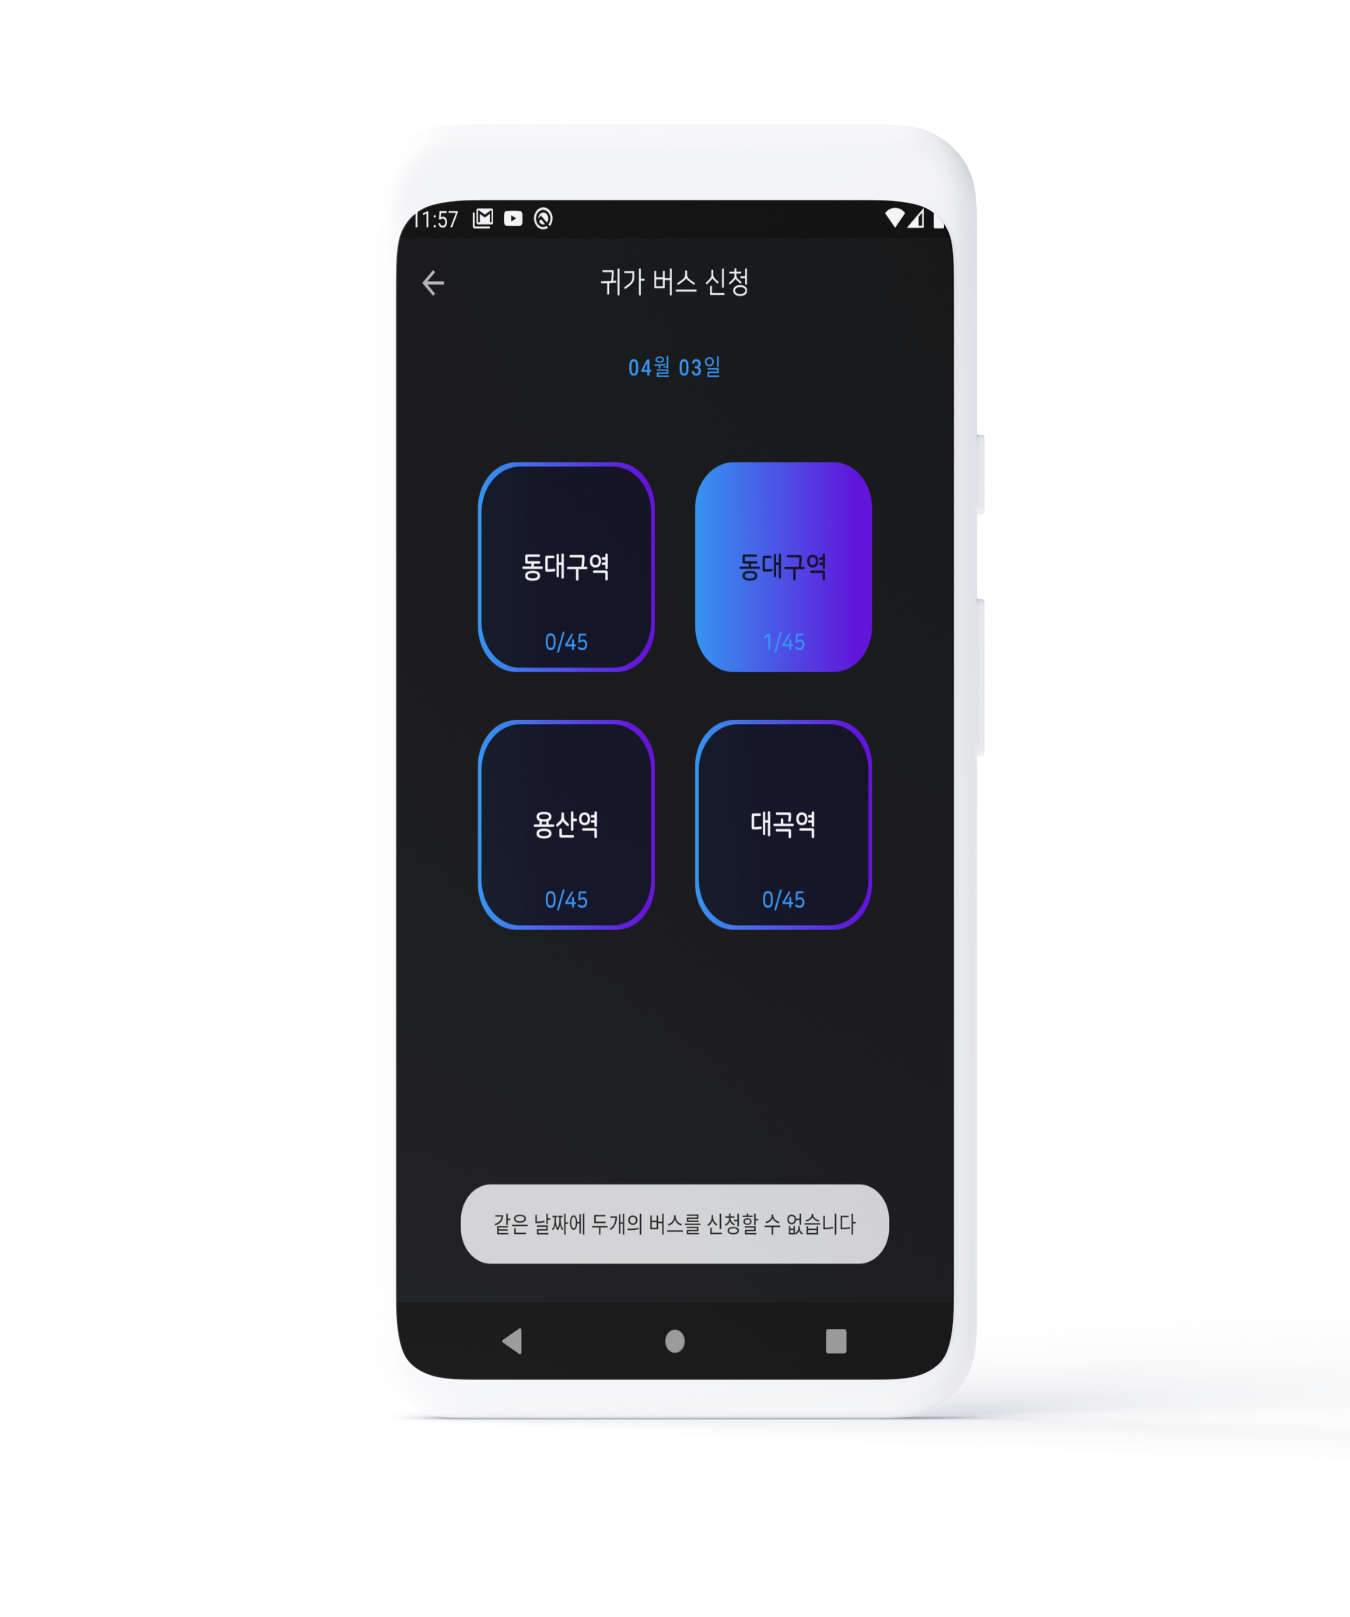 11:57
귀가 버스 신청
04월 03일
동대구역
동대구역
0/45
1/45
용산역
대곡역
0/45
0/45
같은 날짜에 두개의 버스를 신청할 수 없습니다